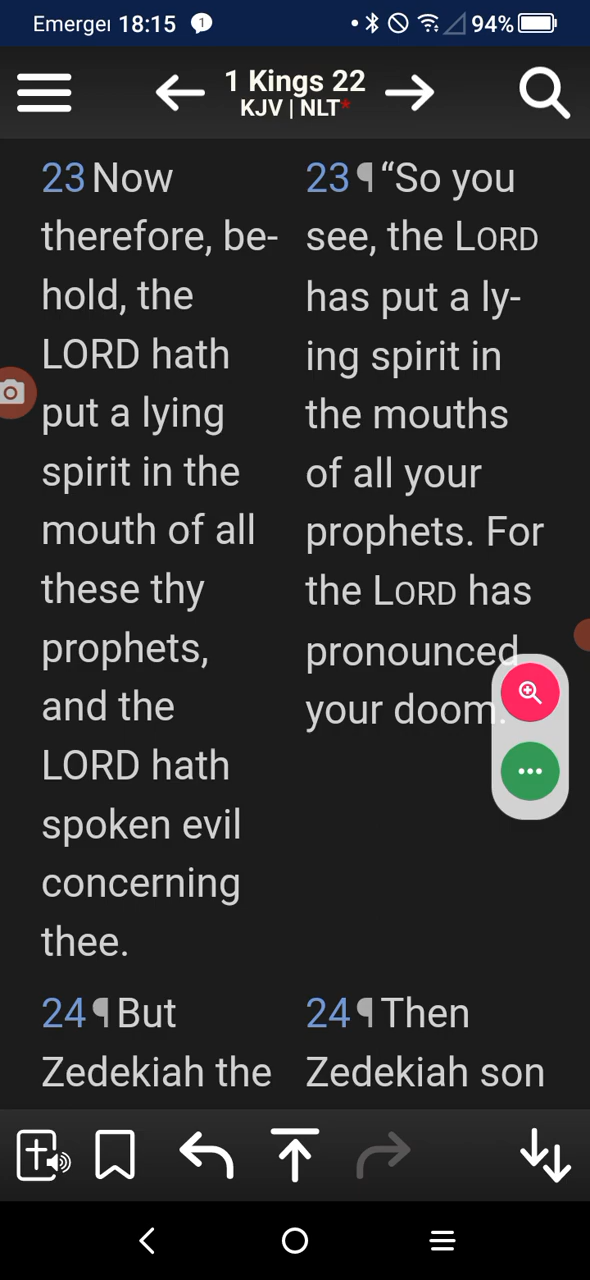 Emerger 18:15 1 94%
1 Kings 22
KJV | NLT*
23 Now
therefore, be-
hold, the
LORD hath
put a lying
spirit in the
mouth of all
these thy
prophets,
and the
LORD hath
spoken evil
concerning
thee.
24 ¶ But
Zedekiah the
23 ¶ “So you
see, the LORD
has put a ly-
ing spirit in
the mouths
of all your
prophets. For
the LORD has
pronounced
your doom.”
24 ¶ Then
Zedekiah son